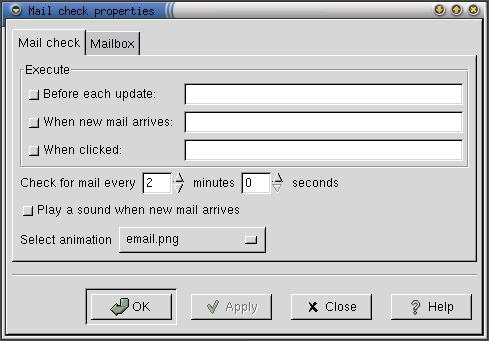 Mail check properties
Mail check Mailbox
Execute
Before each update:
When new mail arrives:
When clicked:
Check for mail every 2 minutes 0 seconds
Play a sound when new mail arrives
Select animation email.png
OK Apply Close Help